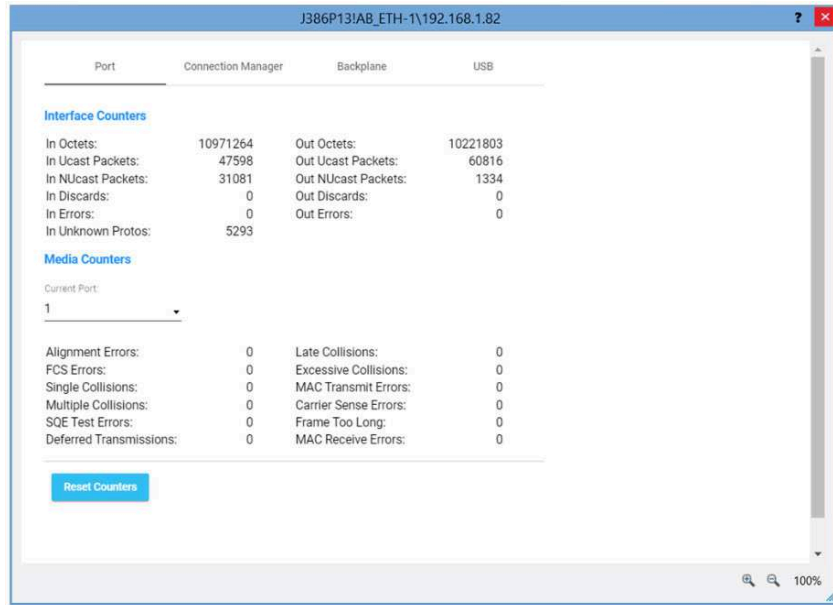 J386P13!AB_ETH-1\192.168.1.82 ?
Port Connection Manager Backplane USB
Interface Counters
In Octets: 10971264 Out Octets: 10221803
In Ucast Packets: 47598 Out Ucast Packets: 60816
In NUcast Packets: 31081 Out NUcast Packets: 1334
In Discards: 0 Out Discards: 0
In Errors: 0 Out Errors: 0
In Unknown Protos: 5293
Media Counters
Current Port:
1
Alignment Errors: 0 Late Collisions: 0
FCS Errors: 0 Excessive Collisions: 0
Single Collisions: 0 MAC Transmit Errors: 0
Multiple Collisions: 0 Carrier Sense Errors: 0
SQE Test Errors: 0 Frame Too Long: 0
Deferred Transmissions: 0 MAC Receive Errors: 0
Reset Counters
100%